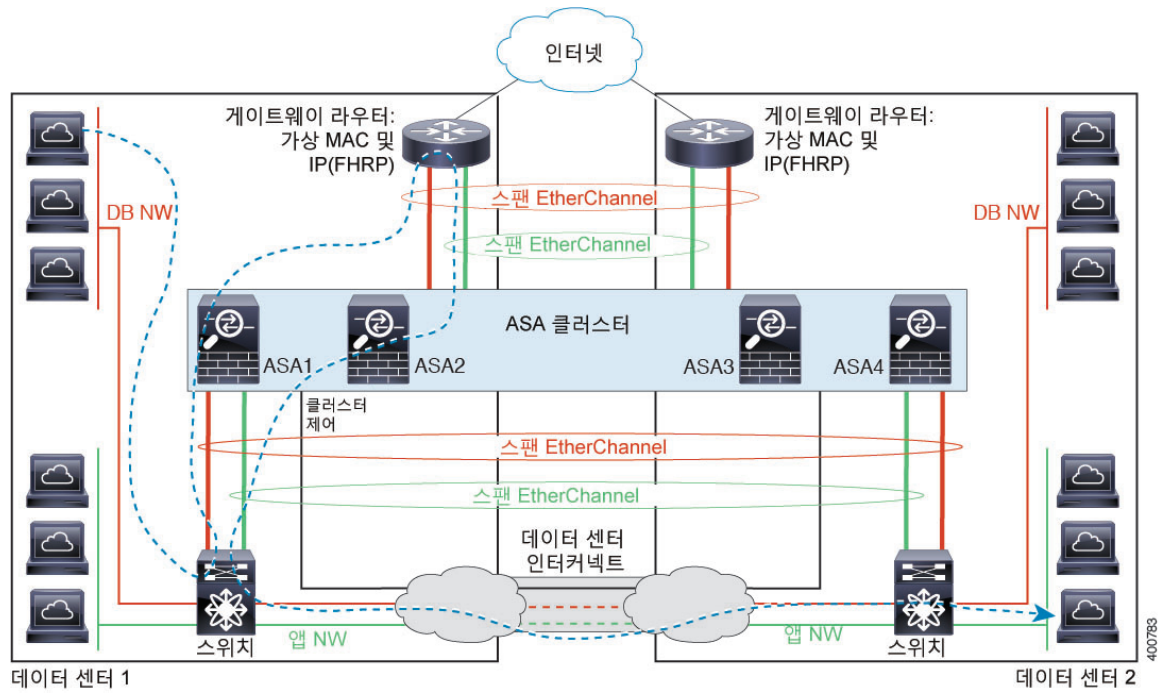 인터넷
게이트웨이 라우터:
가상 MAC 및
IP(FHRP)
게이트웨이 라우터:
가상 MAC 및
IP(FHRP)
DB NW
스팬 EtherChannel
스팬 EtherChannel
DB NW
ASA 클러스터
ASA1
ASA2
ASA3
ASA4
클러스터
제어
스팬 EtherChannel
스팬 EtherChannel
데이터 센터
인터커넥트
앱 NW
앱 NW
스위치
스위치
데이터 센터 1
데이터 센터 2
400783